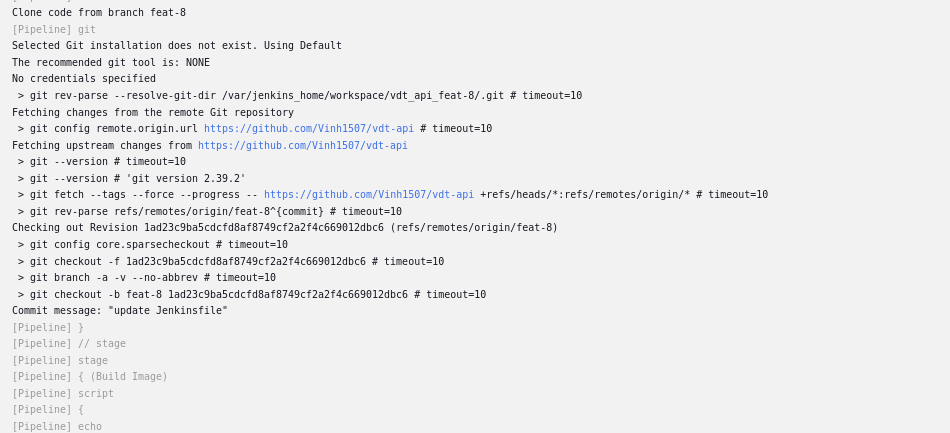 Clone code from branch feat-8
[Pipeline] git
Selected Git installation does not exist. Using Default
The recommended git tool is: NONE
No credentials specified
 > git rev-parse --resolve-git-dir /var/jenkins_home/workspace/vdt_api_feat-8/.git # timeout=10
Fetching changes from the remote Git repository
 > git config remote.origin.url https://github.com/Vinh1507/vdt-api # timeout=10
Fetching upstream changes from https://github.com/Vinh1507/vdt-api
 > git --version # timeout=10
 > git --version # 'git version 2.39.2'
 > git fetch --tags --force --progress -- https://github.com/Vinh1507/vdt-api +refs/heads/*:refs/remotes/origin/* # timeout=10
 > git rev-parse refs/remotes/origin/feat-8^{commit} # timeout=10
Checking out Revision 1ad23c9ba5cdcfd8af8749cf2a2f4c669012dbc6 (refs/remotes/origin/feat-8)
 > git config core.sparsecheckout # timeout=10
 > git checkout -f 1ad23c9ba5cdcfd8af8749cf2a2f4c669012dbc6 # timeout=10
 > git branch -a -v --no-abbrev # timeout=10
 > git checkout -b feat-8 1ad23c9ba5cdcfd8af8749cf2a2f4c669012dbc6 # timeout=10
Commit message: "update Jenkinsfile"
[Pipeline] }
[Pipeline] // stage
[Pipeline] stage
[Pipeline] { (Build Image)
[Pipeline] script
[Pipeline] {
[Pipeline] echo